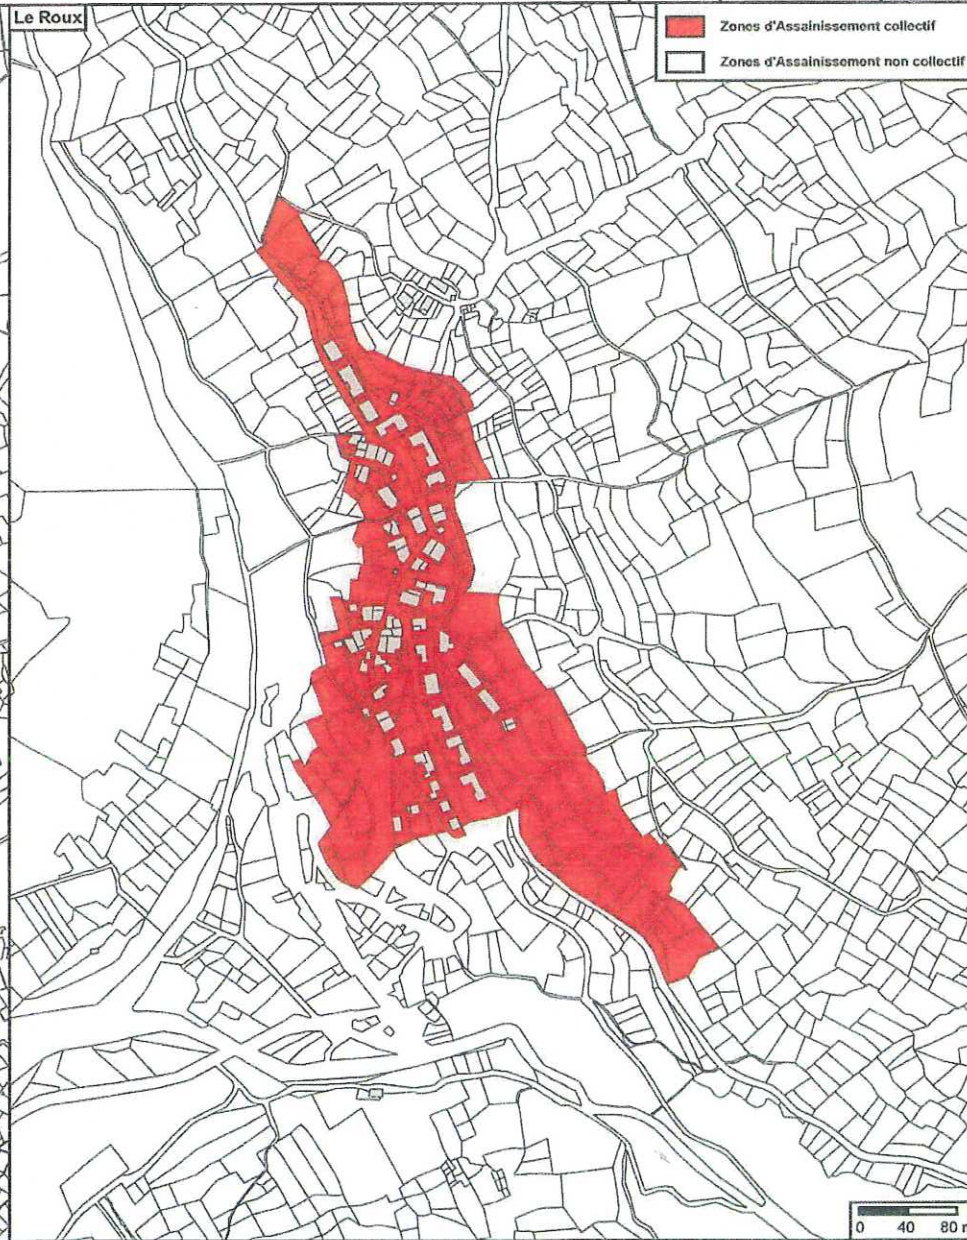 Le Roux
Zones d'Assainissement collectif
Zones d'Assainissement non collectif
0 40 80 m